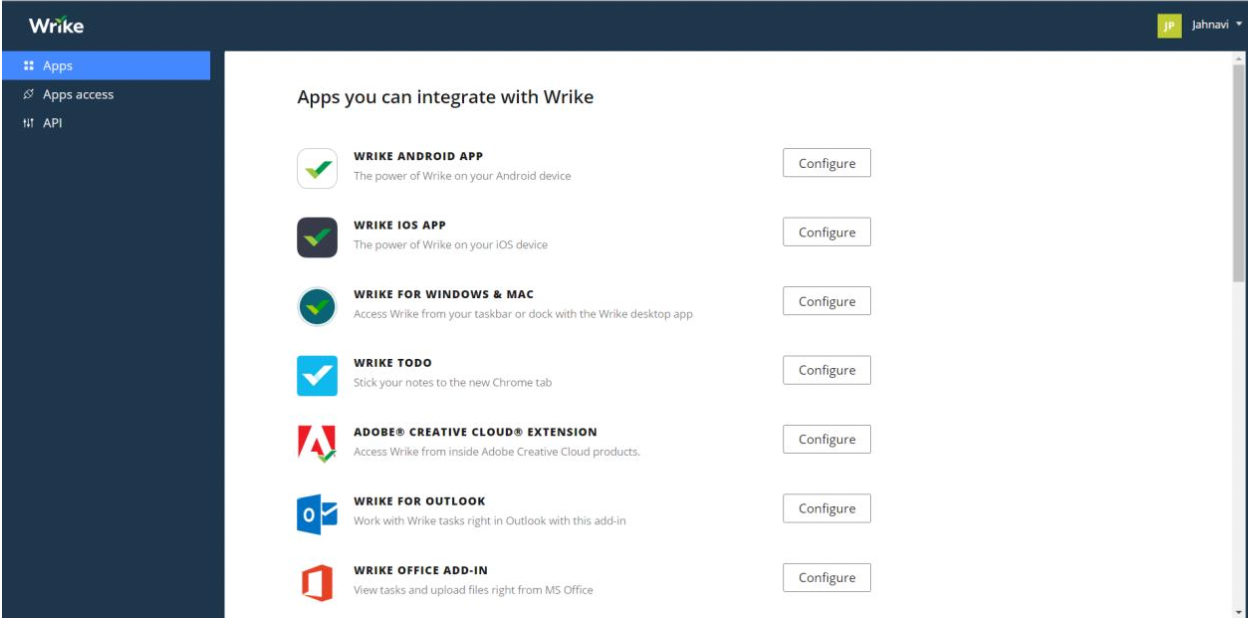 Wrike
JP Jahnavi
Apps
Apps access
API
Apps you can integrate with Wrike
WRIKE ANDROID APP
The power of Wrike on your Android device
Configure
WRIKE IOS APP
The power of Wrike on your iOS device
Configure
WRIKE FOR WINDOWS & MAC
Access Wrike from your taskbar or dock with the Wrike desktop app
Configure
WRIKE TODO
Stick your notes to the new Chrome tab
Configure
ADOBE® CREATIVE CLOUD® EXTENSION
Access Wrike from inside Adobe Creative Cloud products.
Configure
WRIKE FOR OUTLOOK
Work with Wrike tasks right in Outlook with this add-in
Configure
WRIKE OFFICE ADD-IN
View tasks and upload files right from MS Office
Configure